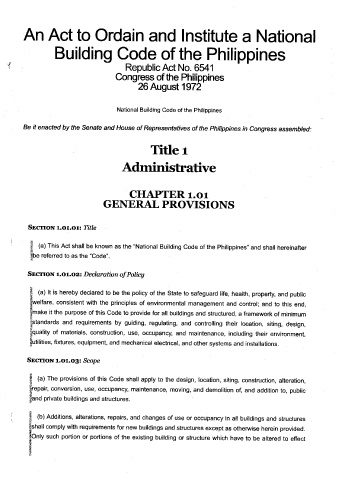 An Act to Ordain and Institute a National
Building Code of the Philippines
Republic Act No. 6541
Congress of the Philippines
26 August 1972
National Building Code of the Philippines
Be it enacted by the Senate and House of Representatives of the Philippines in Congress assembled:
Title 1
Administrative
CHAPTER 1.01
GENERAL PROVISIONS
SECTION 1.01.01: Title
(a) This Act shall be known as the "National Building Code of the Philippines" and shall hereinafter
be referred to as the "Code".
SECTION 1.01.02: Declaration of Policy
(a) It is hereby declared to be the policy of the State to safeguard life, health, property, and public
welfare, consistent with the principles of environmental management and control; and to this end,
make it the purpose of this Code to provide for all buildings and structured, a framework of minimum
standards and requirements by guiding, regulating, and controlling their location, siting, design,
quality of materials, construction, use, occupancy, and maintenance, including their environment,
utilities, fixtures, equipment, and mechanical electrical, and other systems and installations.
SECTION 1.01.03: Scope
(a) The provisions of this Code shall apply to the design, location, siting, construction, alteration,
repair, conversion, use, occupancy, maintenance, moving, and demolition of, and addition to, public
and private buildings and structures.
(b) Additions, alterations, repairs, and changes of use or occupancy in all buildings and structures
shall comply with requirements for new buildings and structures except as otherwise herein provided.
Only such portion or portions of the existing building or structure which have to be altered to effect